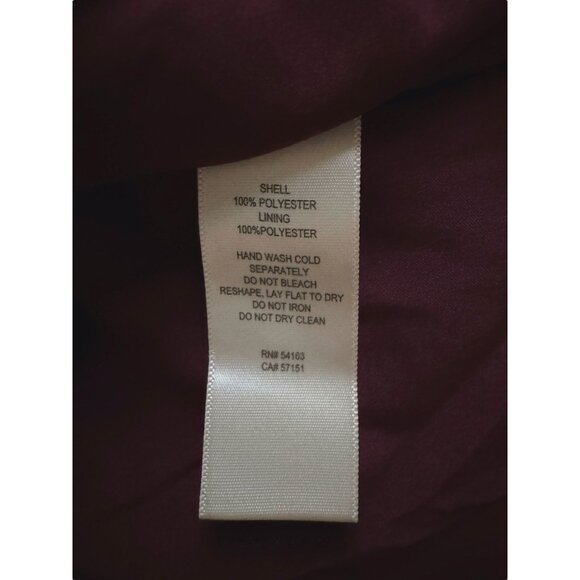 SHELL
100% POLYESTER
LINING
100%POLYESTER
HAND WASH COLD
SEPARATELY
DO NOT BLEACH
RESHAPE, LAY FLAT TO DRY
DO NOT IRON
DO NOT DRY CLEAN
RN# 54163
CA# 57151